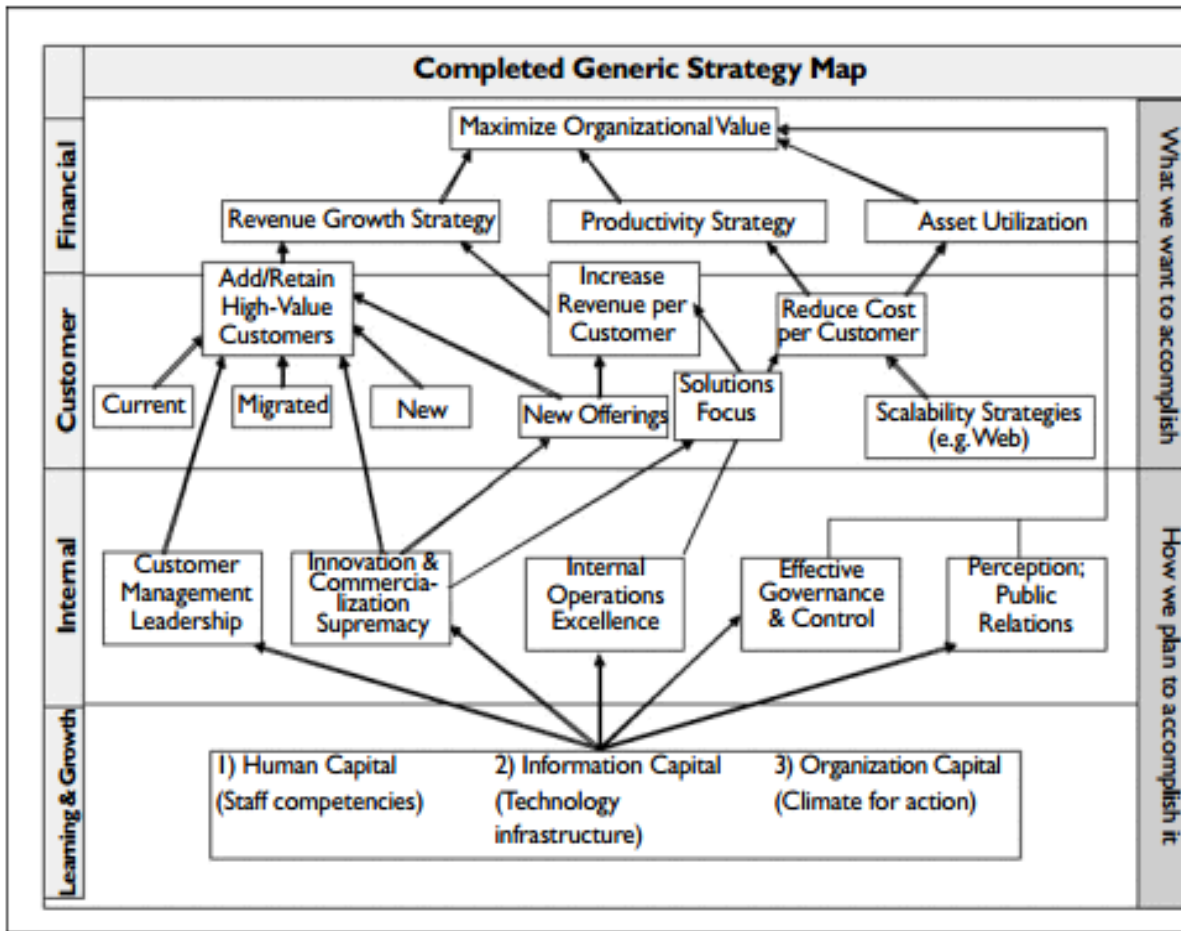 Completed Generic Strategy Map
Financial
Maximize Organizational Value
Revenue Growth Strategy
Productivity Strategy
Asset Utilization
What we want to accomplish
Customer
Add/Retain
High-Value
Customers
Increase
Revenue per
Customer
Reduce Cost
per Customer
Current
Migrated
New
New Offerings
Solutions
Focus
Scalability Strategies
(e.g. Web)
Internal
Customer
Management
Leadership
Innovation &
Commercia-
lization
Supremacy
Internal
Operations
Excellence
Effective
Governance
& Control
Perception;
Public
Relations
How we plan to accomplish it
Learning & Growth
1) Human Capital
(Staff competencies)
2) Information Capital
(Technology
infrastructure)
3) Organization Capital
(Climate for action)